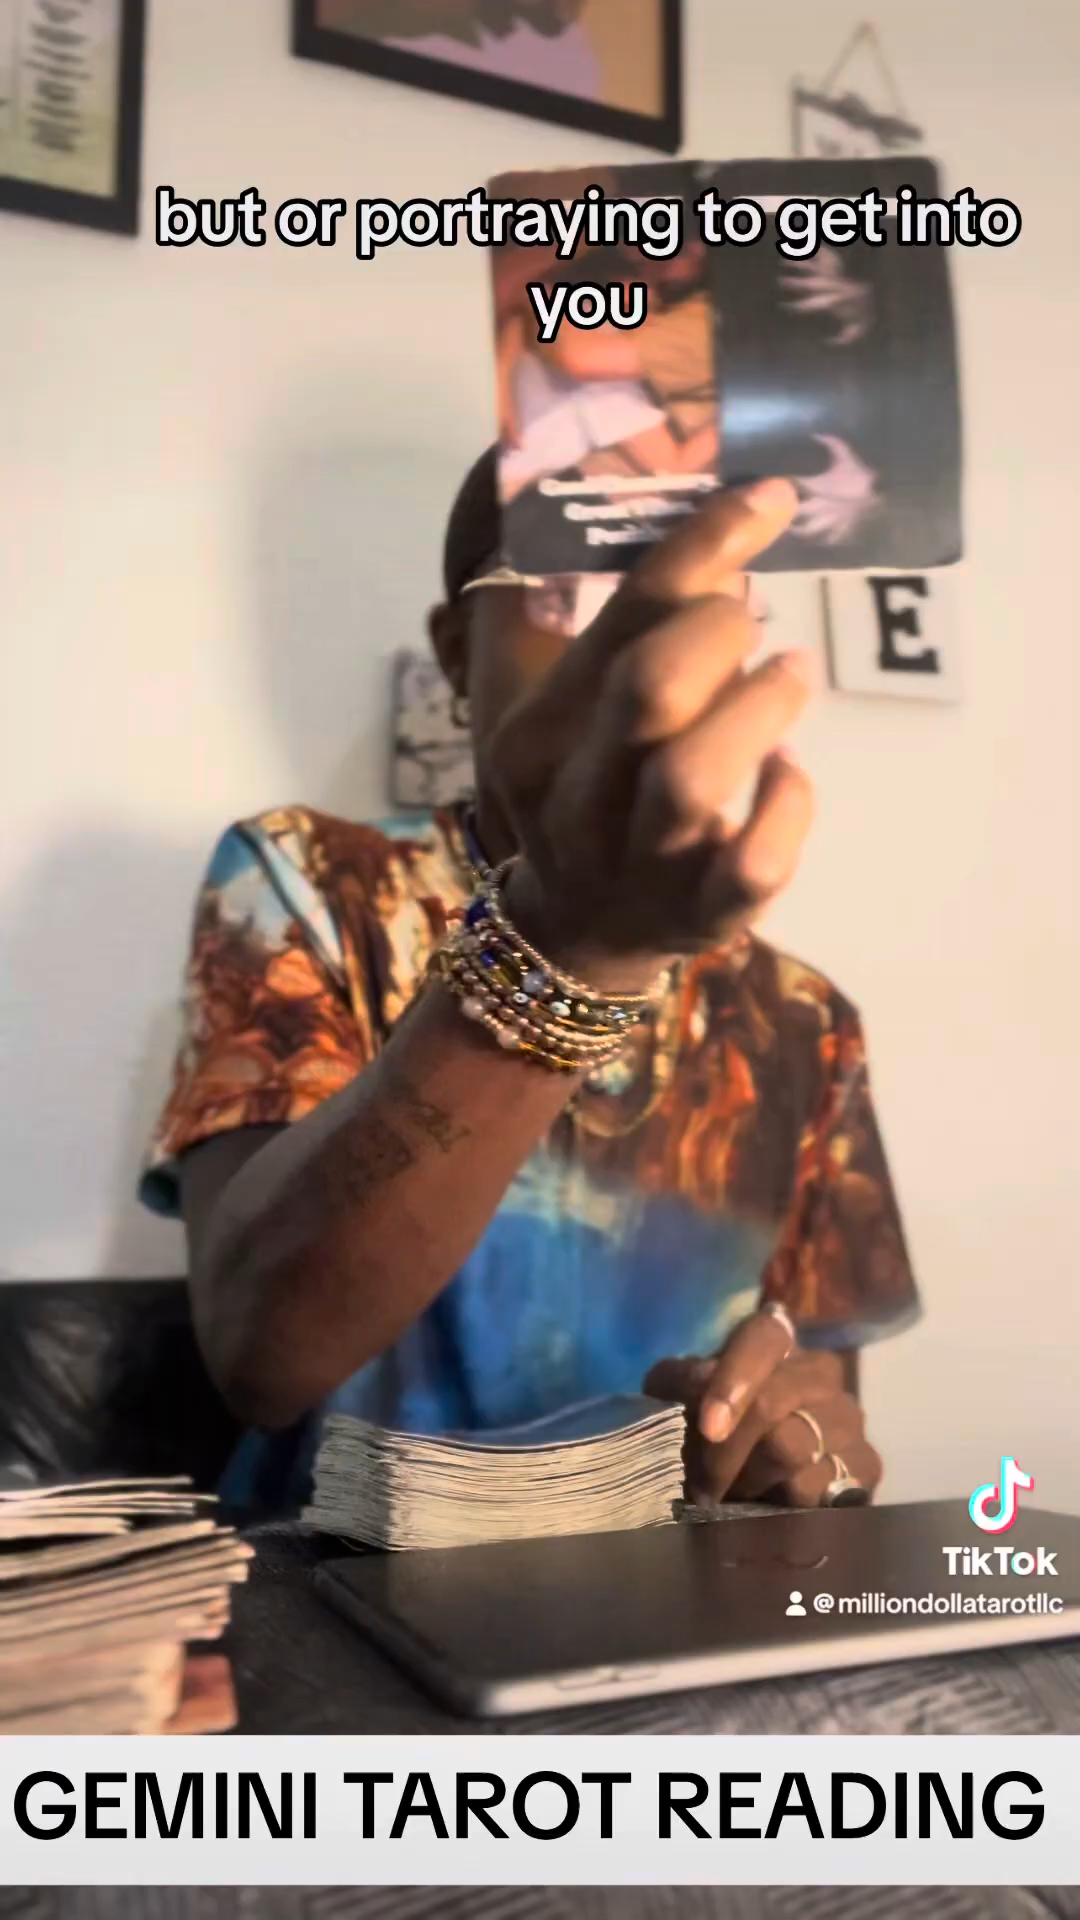 but or portraying to get into
you
E
TikTok
@milliondollatarotllc
GEMINI TAROT READING